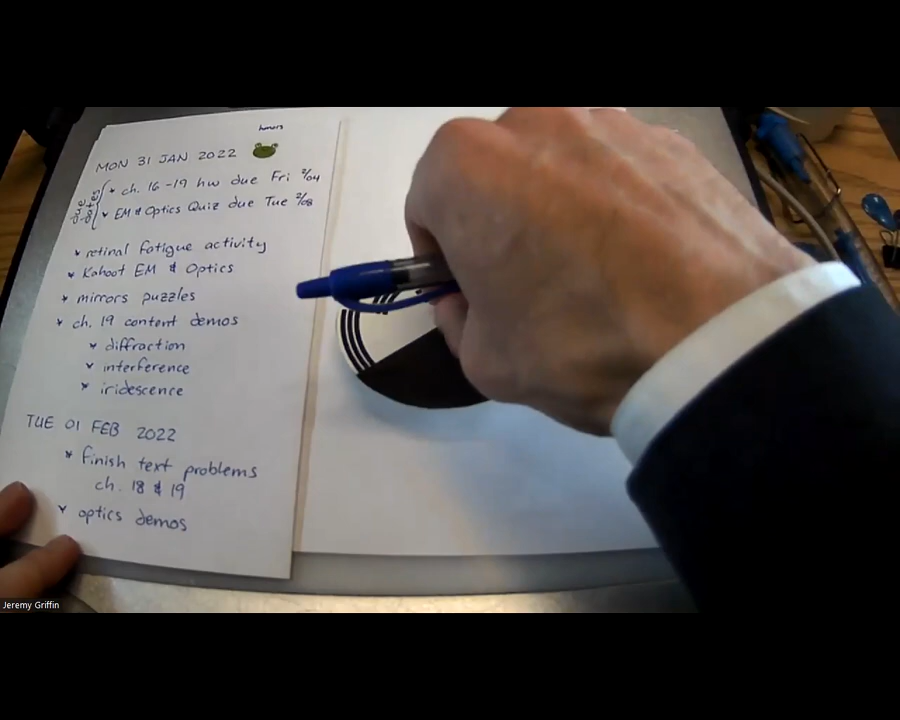 honors
MON 31 JAN 2022
due dates
ch. 16-19 hw due Fri 2/04
EM & Optics Quiz due Tue 2/08
retinal fatigue activity
Kahoot EM & Optics
mirrors puzzles
ch. 19 content demos
diffraction
interference
iridescence
TUE 01 FEB 2022
finish text problems
ch. 18 & 19
optics demos
Jeremy Griffin